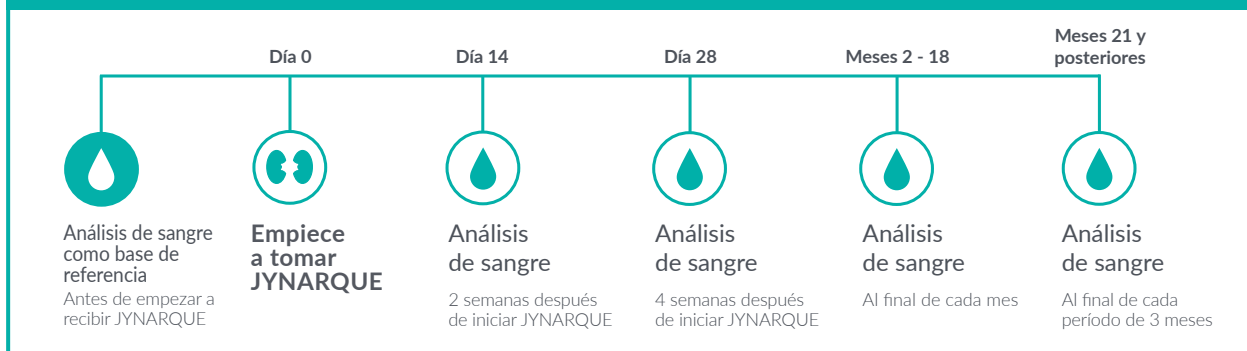 Día 0
Día 14
Día 28
Meses 2 - 18
Meses 21 y
posteriores
Análisis de sangre
como base de
referencia
Antes de empezar a
recibir JYNARQUE
Empiece
a tomar
JYNARQUE
Análisis
de sangre
2 semanas después
de iniciar JYNARQUE
Análisis
de sangre
4 semanas después
de iniciar JYNARQUE
Análisis
de sangre
Al final de cada mes
Análisis
de sangre
Al final de cada
período de 3 meses